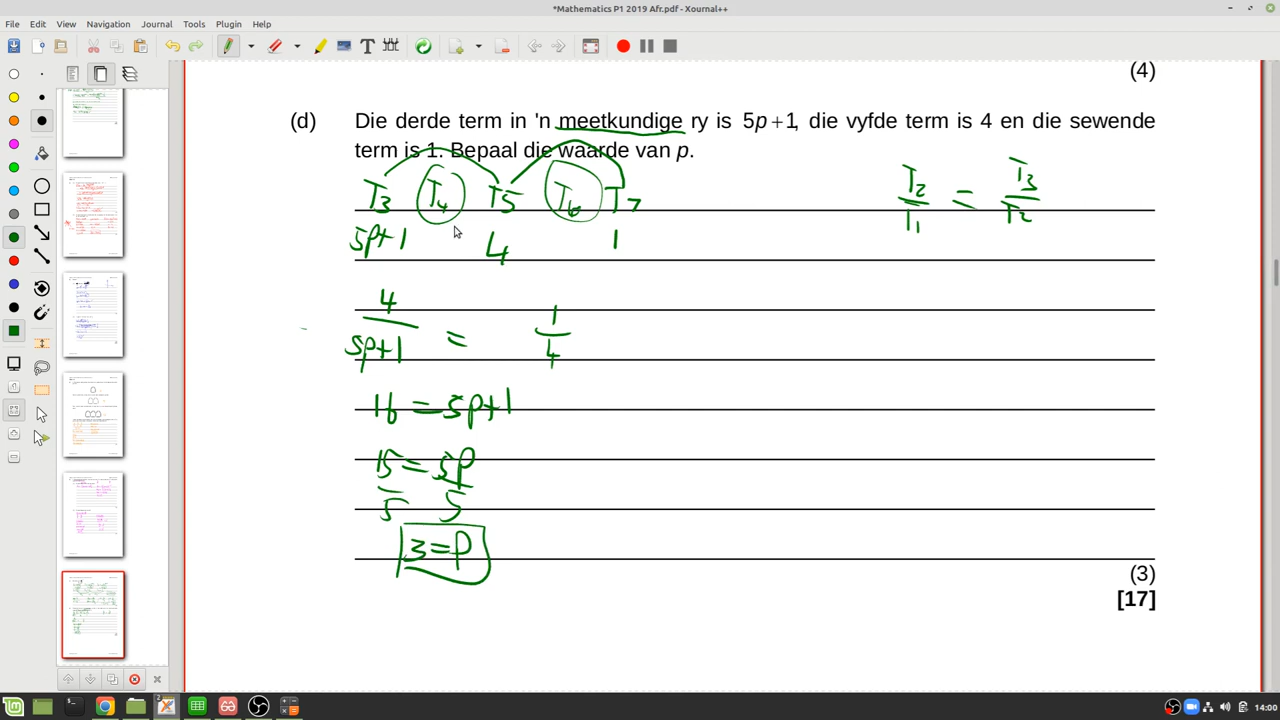 *Mathematics P1 2019 Afr.pdf - Xournal++
File Edit View Navigation Journal Tools Plugin Help
(4)
(d) Die derde term in 'n meetkundige ry is 5p+1, die vyfde term is 4 en die sewende
term is 1. Bepaal die waarde van p.
T3 T4 T5 T6 T7
T2/T1 = T3/T2
5p+1 4 1
4/5p+1 = 1/4
16 = 5p+1
15 = 5p
5 5
3 = p
(3)
[17]
14:00